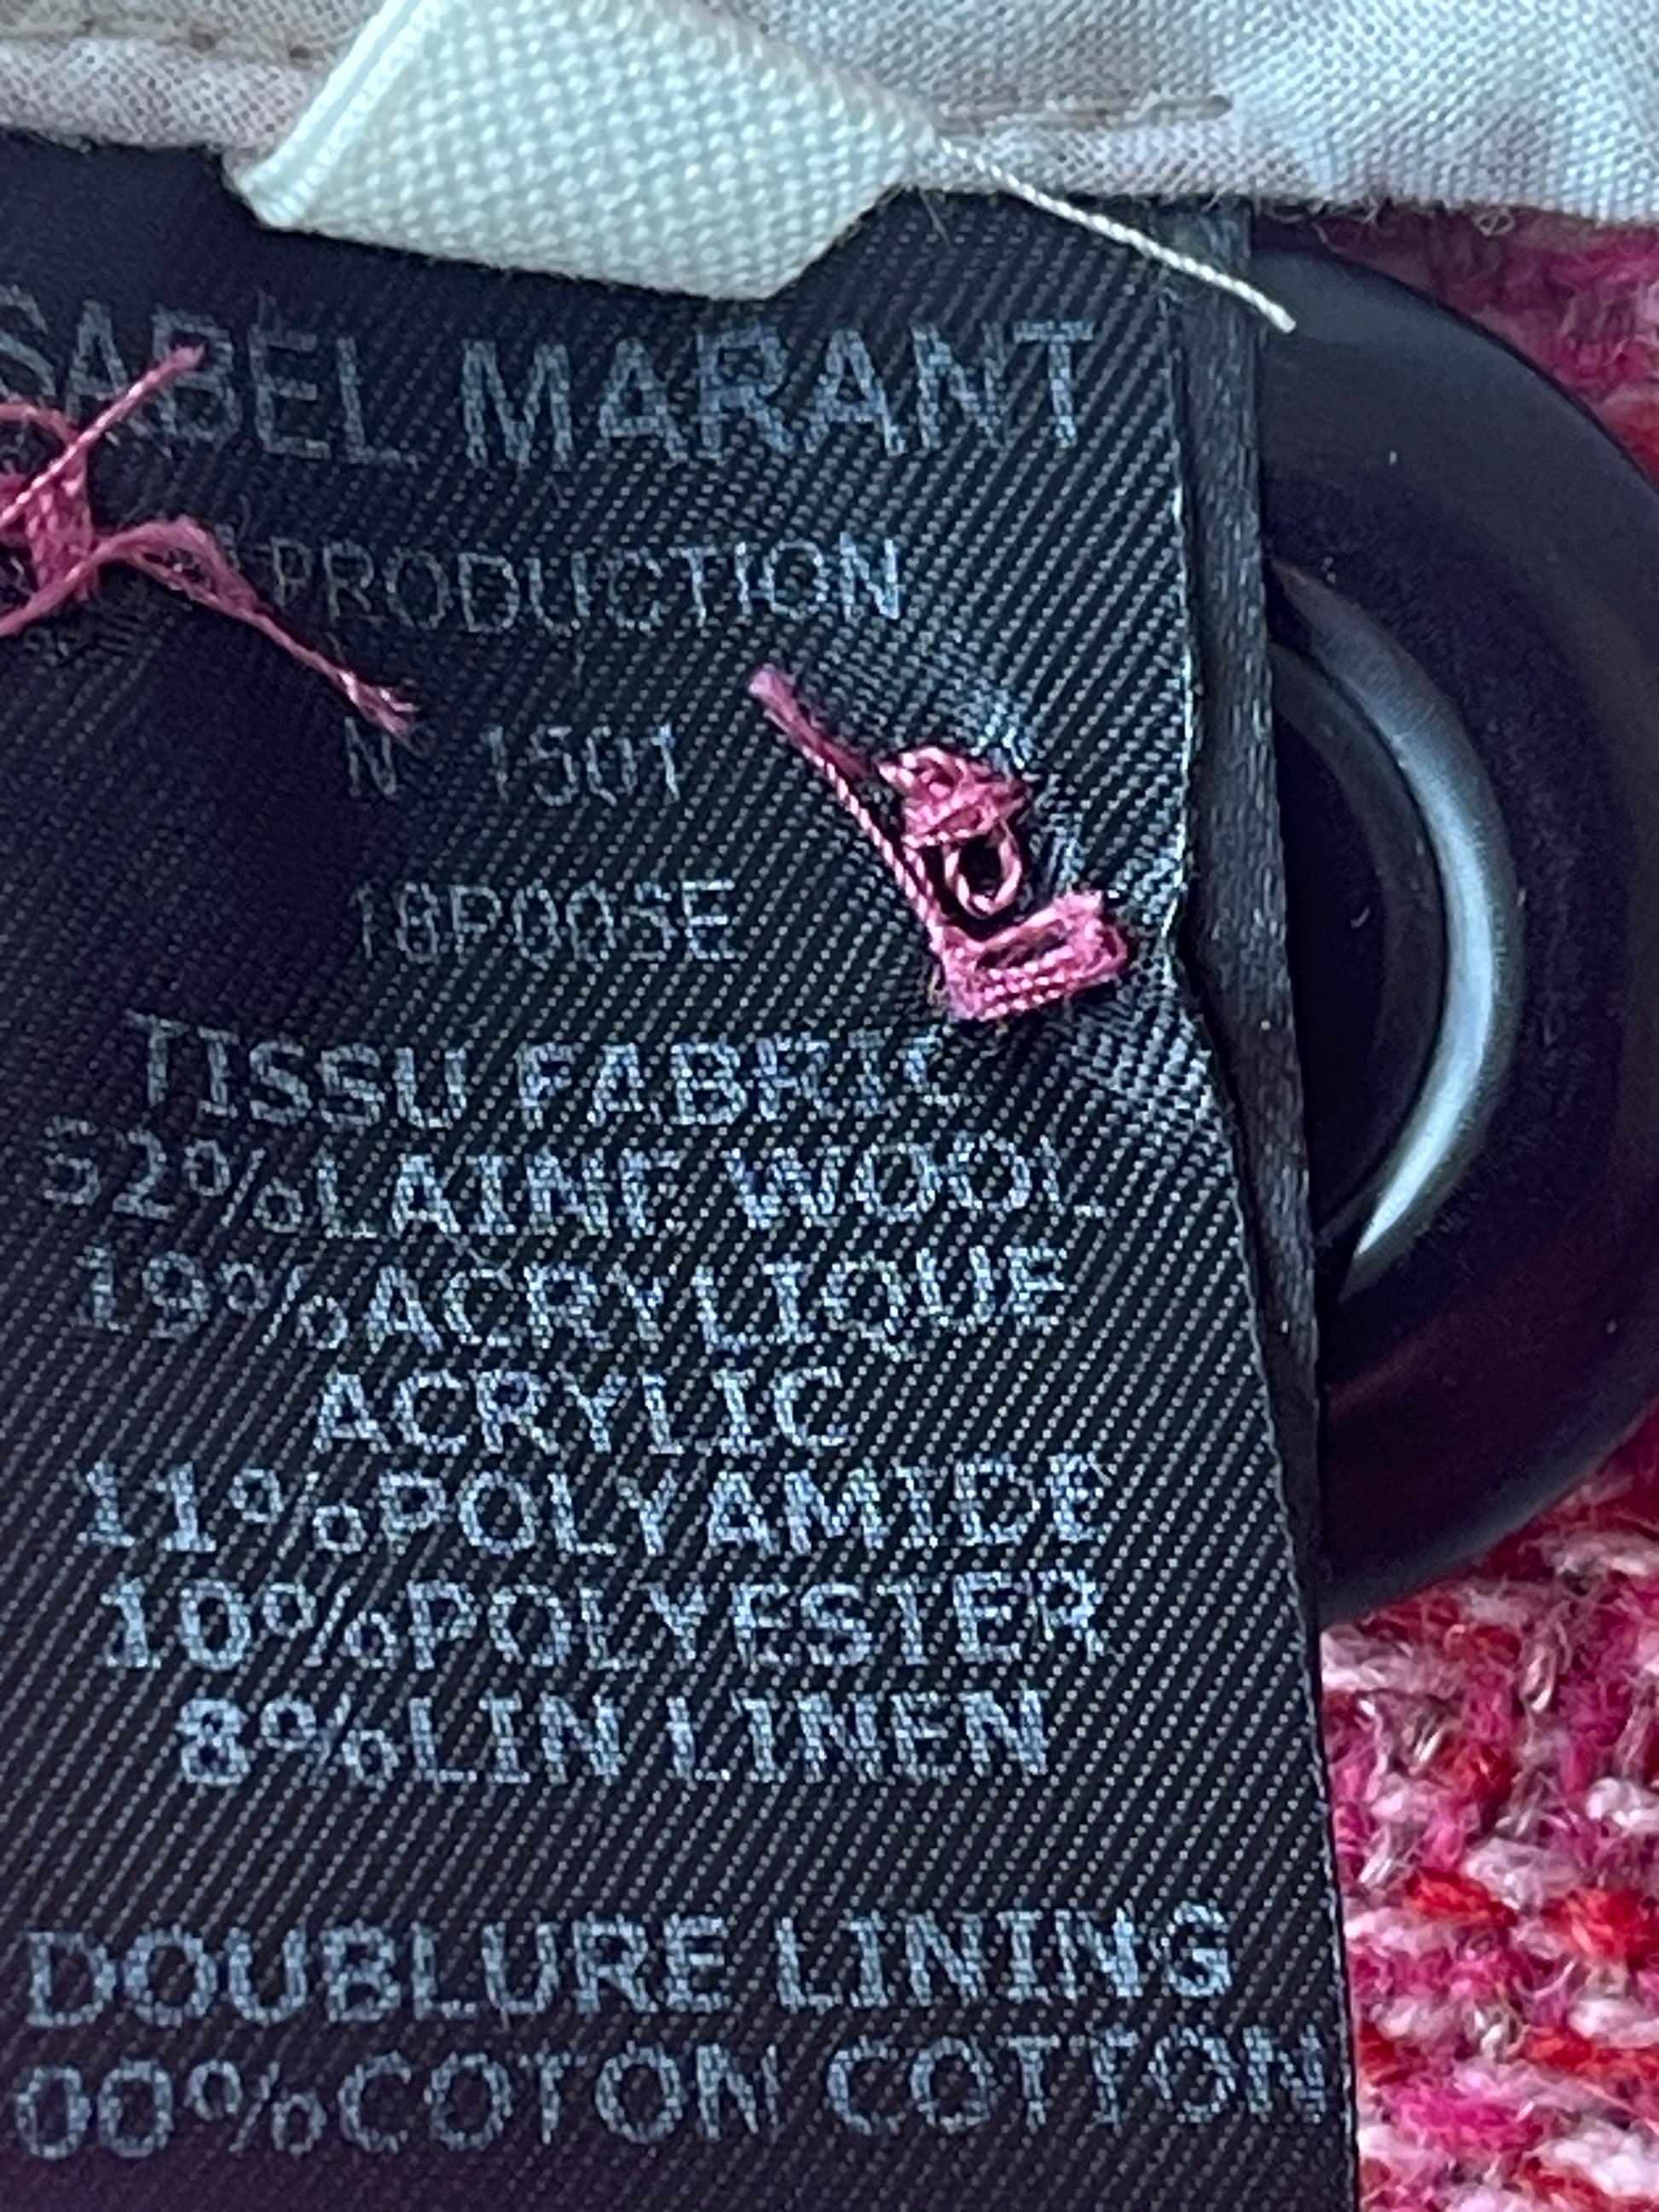 SABEL MARANT
PRODUCTION
N 1501
TISSU FABRIC
52%LAINE WOOL
19%ACRYLIQUE
ACRYLIC
11%POLYAMIDE
10%POLYESTER
8%LIN LINEN
DOUBLURE LINING
00%COTON COTTON